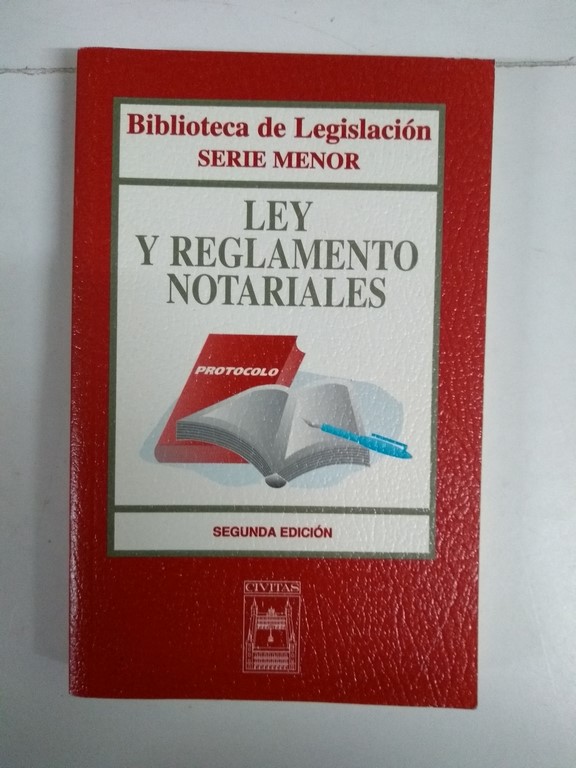 Biblioteca de Legislación
SERIE MENOR
LEY
Y REGLAMENTO
NOTARIALES
PROTOCOLO
SEGUNDA EDICIÓN
CIVITAS